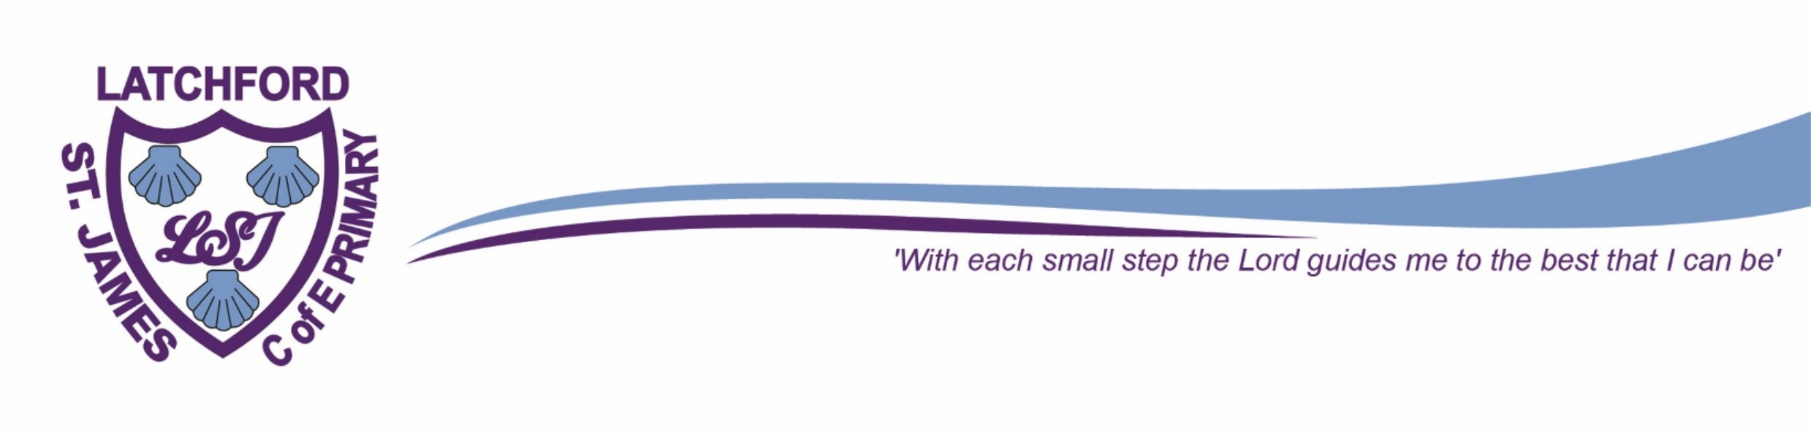 LATCHFORD
ST. JAMES
C of E PRIMARY
LSJ
'With each small step the Lord guides me to the best that I can be'